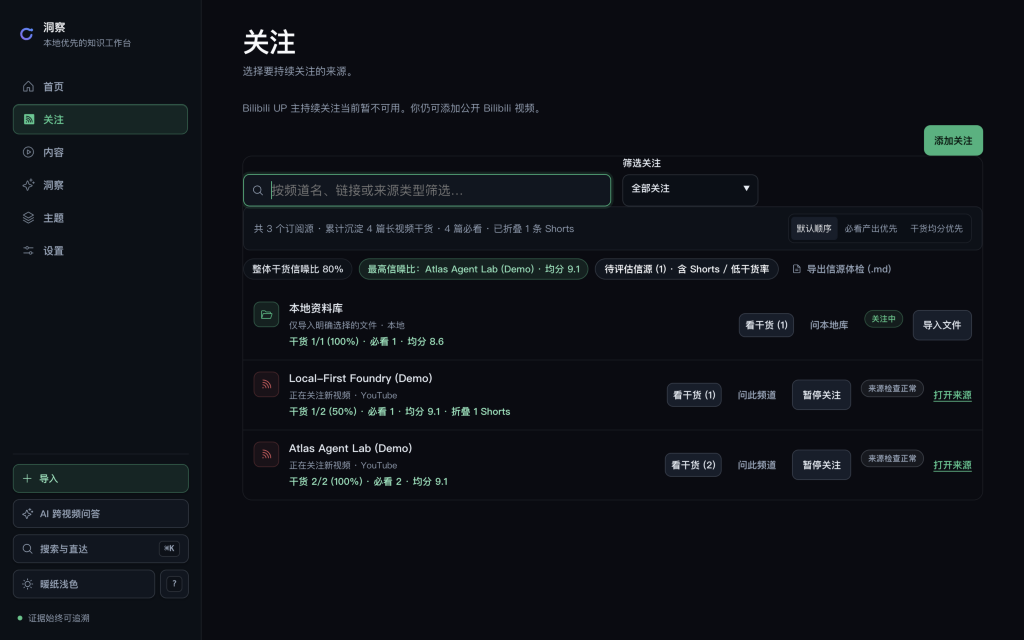 洞察
本地优先的知识工作台
首页
关注
内容
洞察
主题
设置
导入
AI 跨视频问答
搜索与直达 ⌘K
暖纸浅色 ?
证据始终可追溯
关注
选择要持续关注的来源。
Bilibili UP 主持续关注当前暂不可用。你仍可添加公开 Bilibili 视频。
添加关注
筛选关注
按频道名、链接或来源类型筛选…
全部关注
共 3 个订阅源 · 累计沉淀 4 篇长视频干货 · 4 篇必看 · 已折叠 1 条 Shorts
默认顺序 必看产出优先 干货均分优先
整体干货信噪比 80% 最高信噪比：Atlas Agent Lab (Demo) · 均分 9.1 待评估信源 (1) · 含 Shorts / 低干货率 导出信源体检 (.md)
本地资料库
仅导入明确选择的文件 · 本地
干货 1/1 (100%) · 必看 1 · 均分 8.6
看干货 (1) 问本地库 关注中 导入文件
Local-First Foundry (Demo)
正在关注新视频 · YouTube
干货 1/2 (50%) · 必看 1 · 均分 9.1 · 折叠 1 Shorts
看干货 (1) 问此频道 暂停关注 来源检查正常 打开来源
Atlas Agent Lab (Demo)
正在关注新视频 · YouTube
干货 2/2 (100%) · 必看 2 · 均分 9.1
看干货 (2) 问此频道 暂停关注 来源检查正常 打开来源